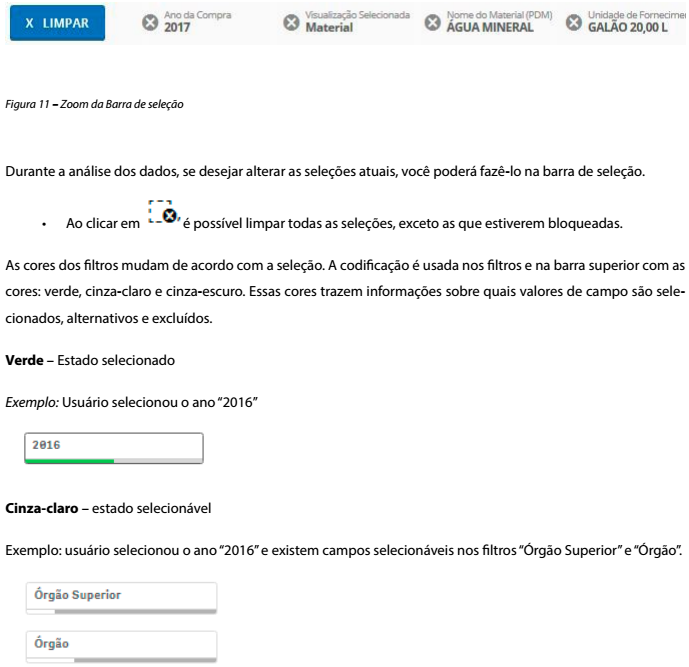 X LIMPAR
Ano da Compra
2017
Visualização Selecionada
Material
Nome do Material (PDM)
ÁGUA MINERAL
Unidade de Fornecimen
GALÃO 20,00 L
Figura 11 – Zoom da Barra de seleção
Durante a análise dos dados, se desejar alterar as seleções atuais, você poderá fazê-lo na barra de seleção.
• Ao clicar em , é possível limpar todas as seleções, exceto as que estiverem bloqueadas.
As cores dos filtros mudam de acordo com a seleção. A codificação é usada nos filtros e na barra superior com as
cores: verde, cinza-claro e cinza-escuro. Essas cores trazem informações sobre quais valores de campo são sele-
cionados, alternativos e excluídos.
Verde – Estado selecionado
Exemplo: Usuário selecionou o ano “2016”
2016
Cinza-claro – estado selecionável
Exemplo: usuário selecionou o ano “2016” e existem campos selecionáveis nos filtros “Órgão Superior” e “Órgão”.
Órgão Superior
Órgão